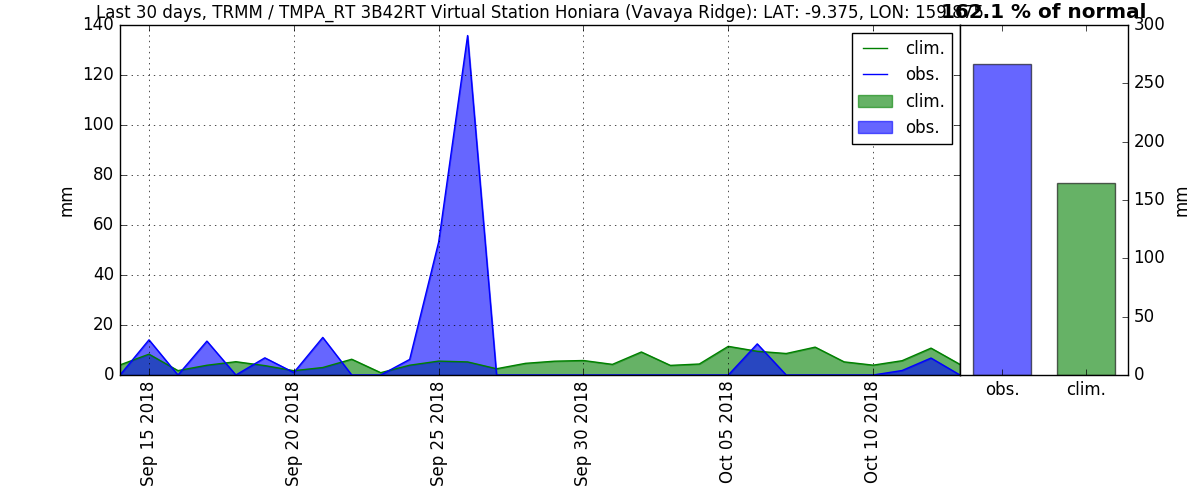 Last 30 days, TRMM / TMPA_RT 3B42RT Virtual Station Honiara (Vavaya Ridge): LAT: -9.375, LON:
162.1 % of normal
140
120
100
80
60
40
20
0
mm
clim.
obs.
clim.
obs.
Sep 15 2018
Sep 20 2018
Sep 25 2018
Sep 30 2018
Oct 05 2018
Oct 10 2018
300
250
200
150
100
50
0
mm
obs.
clim.